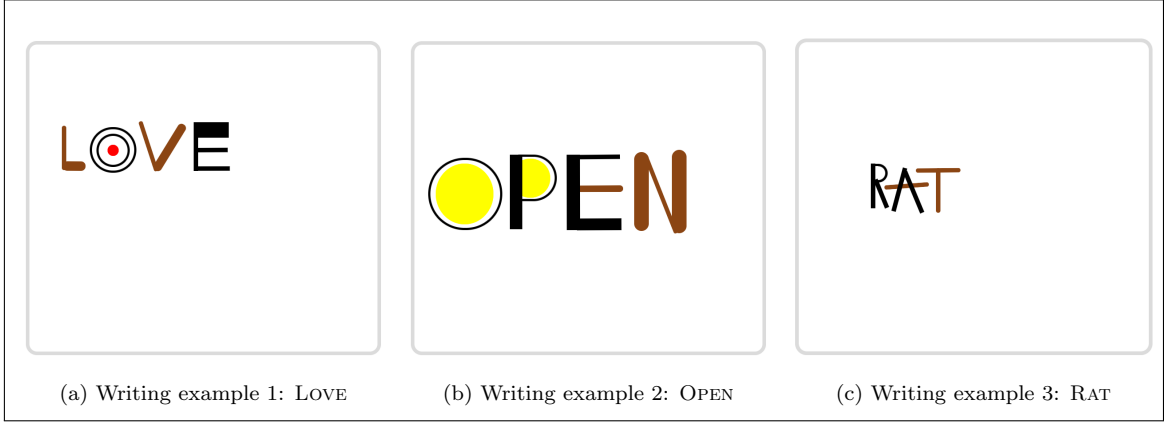 LOVE
OPEN
RAT
(a) Writing example 1: LOVE
(b) Writing example 2: OPEN
(c) Writing example 3: RAT